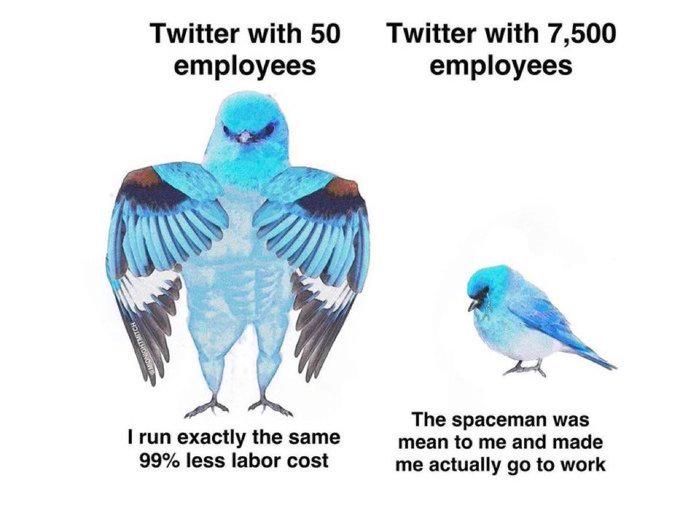 Twitter with 50
employees
Twitter with 7,500
employees
I run exactly the same
99% less labor cost
The spaceman was
mean to me and made
me actually go to work